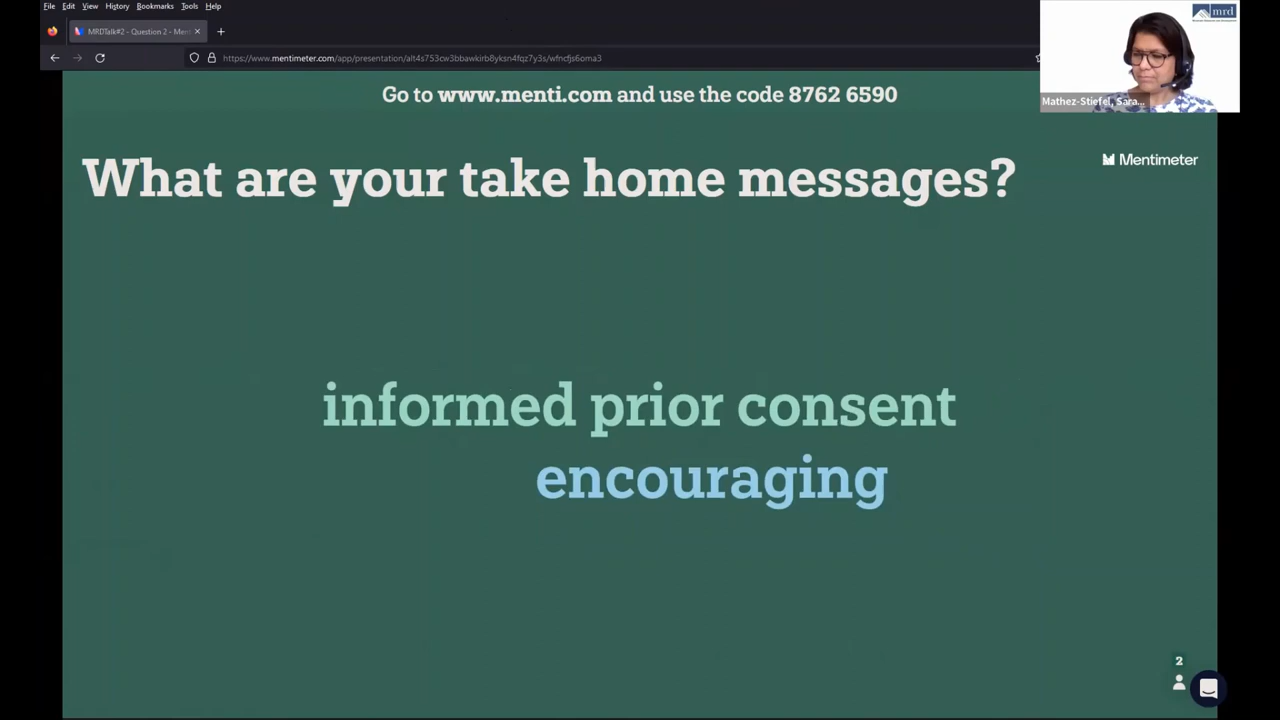 File Edit View History Bookmarks Tools Help
MRDTalk#2 - Question 2 - Ment
https://www.mentimeter.com/app/presentation/alt4s753cw3bbawkirb8yksn4fqz7y3s/wfncfjs6oma3
mrd
Mathez-Stiefel, Sara...
Go to www.menti.com and use the code 8762 6590
What are your take home messages?
Mentimeter
informed prior consent
encouraging
2